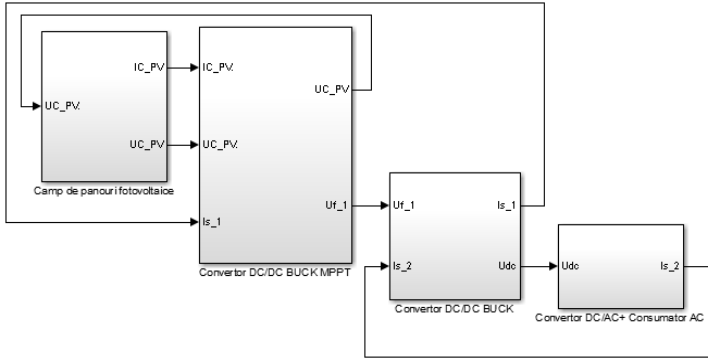 IC_PV
UC_PV.
UC_PV
Camp de panouri fotovoltaice
IC_PV.
UC_PV
UC_PV.
Uf_1
Is_1
Convertor DC/DC BUCK MPPT
Uf_1
Is_1
Is_2
Udc
Convertor DC/DC BUCK
Udc
Is_2
Convertor DC/AC+ Consumator AC